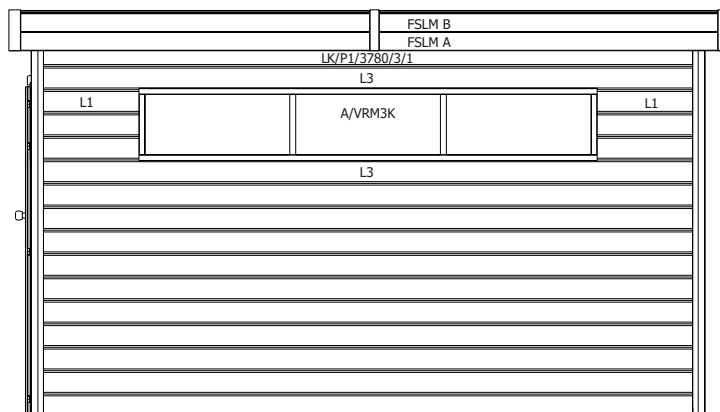 FSLM B
FSLM A
LK/P1/3780/3/1
L3
L1
A/VRM3K
L1
L3